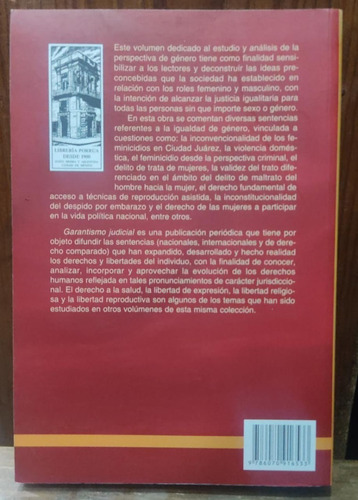 Este volumen dedicado al estudio y análisis de la
perspectiva de género tiene como finalidad sensi-
bilizar a los lectores y deconstruir las ideas pre-
concebidas que la sociedad ha establecido en
relación con los roles femenino y masculino, con
la intención de alcanzar la justicia igualitaria para
todas las personas sin que importe sexo o género.
En esta obra se comentan diversas sentencias
referentes a la igualdad de género, vinculada a
cuestiones como: la inconvencionalidad de los fe-
minicidios en Ciudad Juárez, la violencia domés-
tica, el feminicidio desde la perspectiva criminal, el
delito de trata de mujeres, la validez del trato dife-
renciado en el ámbito del delito de maltrato del
hombre hacia la mujer, el derecho fundamental de
acceso a técnicas de reproducción asistida, la inconstitucionalidad
del despido por embarazo y el derecho de las mujeres a participar
en la vida política nacional, entre otros.
Garantismo judicial es una publicación periódica que tiene por
objeto difundir las sentencias (nacionales, internacionales y de dere-
cho comparado) que han expandido, desarrollado y hecho realidad
los derechos y libertades del individuo, con la finalidad de conocer,
analizar, incorporar y aprovechar la evolución de los derechos
humanos reflejada en tales pronunciamientos de carácter jurisdiccio-
nal. El derecho a la salud, la libertad de expresión, la libertad religio-
sa y la libertad reproductiva son algunos de los temas que han sido
estudiados en otros volúmenes de esta misma colección.
LIBRERÍA PORRÚA
DESDE 1900
9786070916533